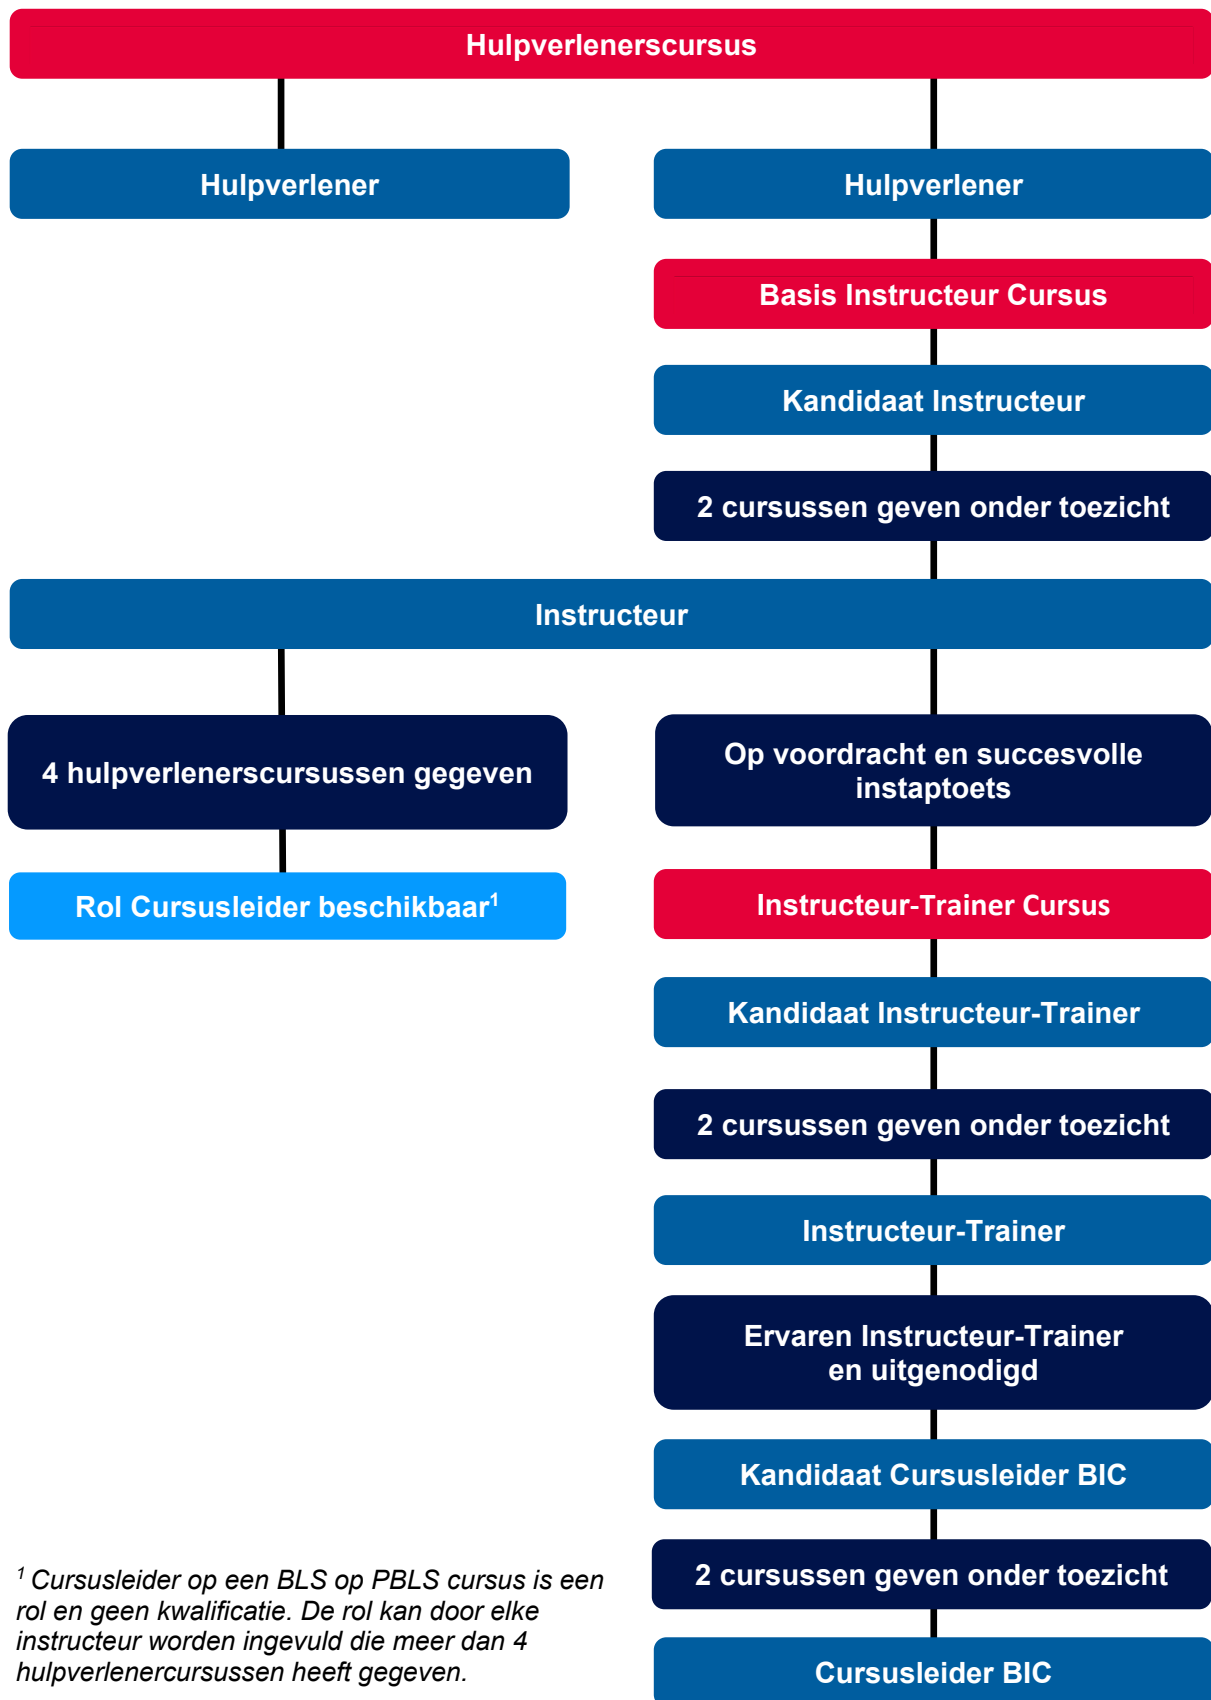 Hulpverlenerscursus
Hulpverlener
Hulpverlener
Basis Instructeur Cursus
Kandidaat Instructeur
2 cursussen geven onder toezicht
Instructeur
4 hulpverlenerscursussen gegeven
Op voordracht en succesvolle
instaptoets
Rol Cursusleider beschikbaar¹
Instructeur-Trainer Cursus
Kandidaat Instructeur-Trainer
2 cursussen geven onder toezicht
Instructeur-Trainer
Ervaren Instructeur-Trainer
en uitgenodigd
Kandidaat Cursusleider BIC
2 cursussen geven onder toezicht
Cursusleider BIC
¹ Cursusleider op een BLS op PBLS cursus is een
rol en geen kwalificatie. De rol kan door elke
instructeur worden ingevuld die meer dan 4
hulpverlenercursussen heeft gegeven.